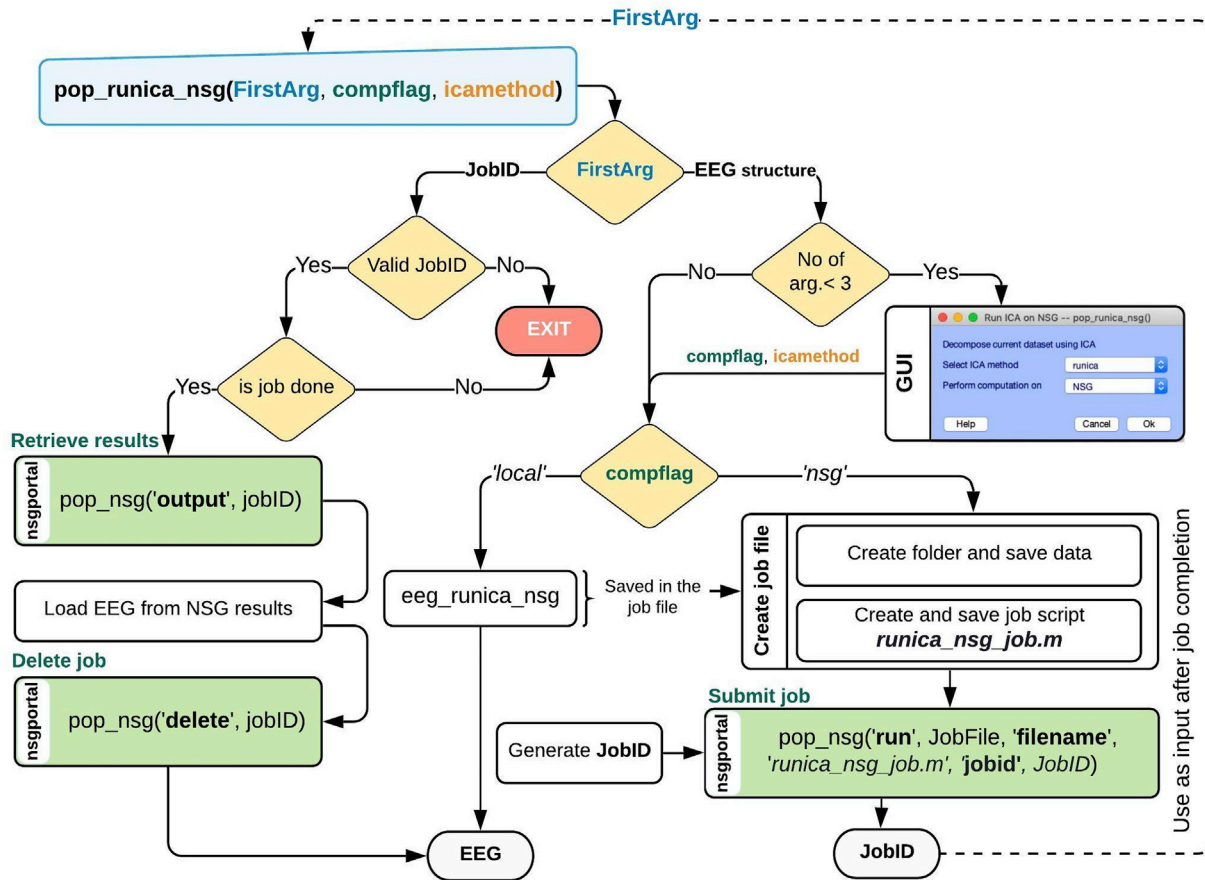 FirstArg
pop_runica_nsg(FirstArg, compflag, icamethod)
FirstArg
JobID
EEG structure
Valid JobID
Yes
No
No of
arg.< 3
No
Yes
EXIT
is job done
Yes
No
GUI
Run ICA on NSG -- pop_runica_nsg()
Decompose current dataset using ICA
Select ICA method
runica
Perform computation on
NSG
Help
Cancel
Ok
compflag, icamethod
compflag
'local'
'nsg'
Retrieve results
nsgportal
pop_nsg('output', jobID)
Load EEG from NSG results
Delete job
nsgportal
pop_nsg('delete', jobID)
eeg_runica_nsg
Saved in the
job file
Create job file
Create folder and save data
Create and save job script
runica_nsg_job.m
Submit job
Generate JobID
nsgportal
pop_nsg('run', JobFile, 'filename',
'runica_nsg_job.m', 'jobid', JobID)
Use as input after job completion
EEG
JobID